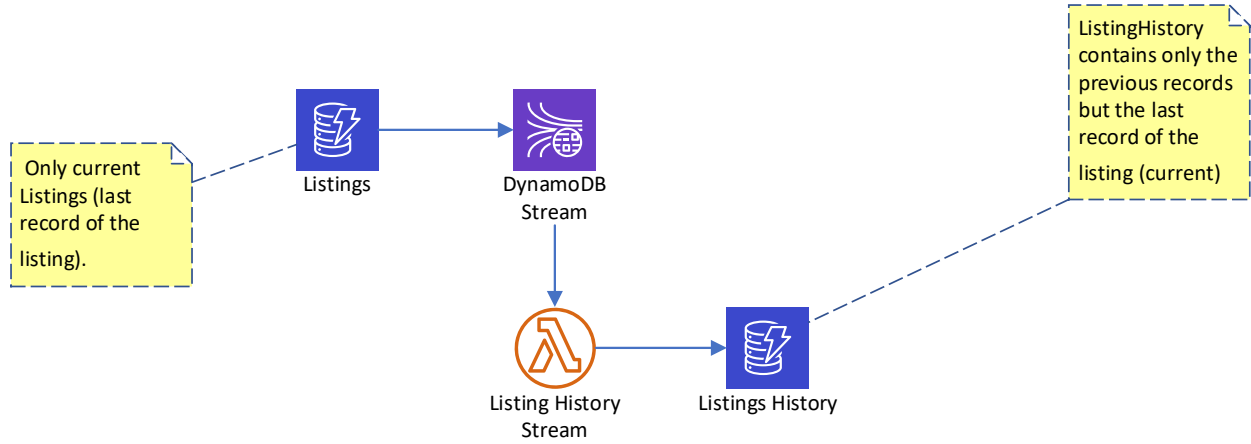 ListingHistory
contains only the
previous records
but the last
record of the
listing (current)
Only current
Listings (last
record of the
listing).
Listings
DynamoDB
Stream
Listing History
Stream
Listings History